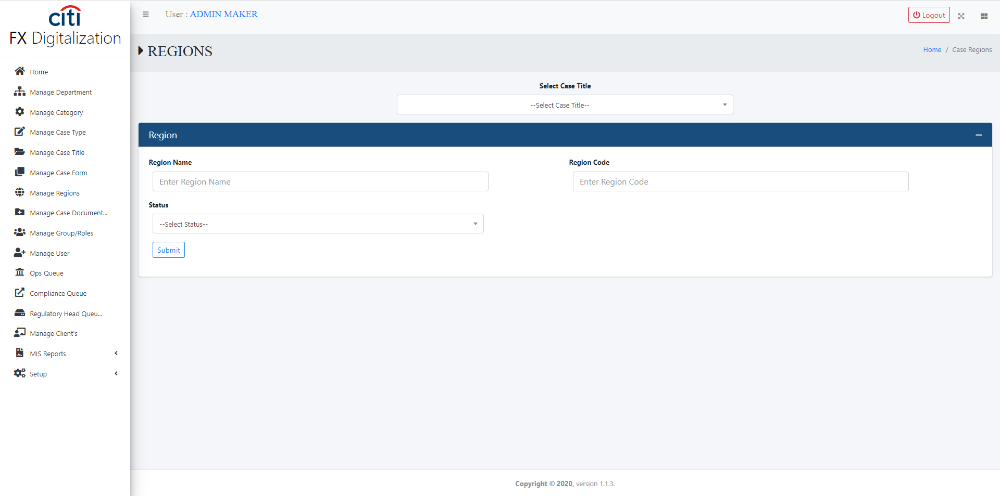 citi
FX Digitalization
User : ADMIN MAKER
Logout
REGIONS
Home / Case Regions
Home
Manage Department
Manage Category
Manage Case Type
Manage Case Title
Manage Case Form
Manage Regions
Manage Case Document...
Manage Group/Roles
Manage User
Ops Queue
Compliance Queue
Regulatory Head Queu...
Manage Client's
MIS Reports
Setup
Select Case Title
--Select Case Title--
Region
Region Name
Region Code
Enter Region Name
Enter Region Code
Status
--Select Status--
Submit
Copyright © 2020, version 1.1.3.